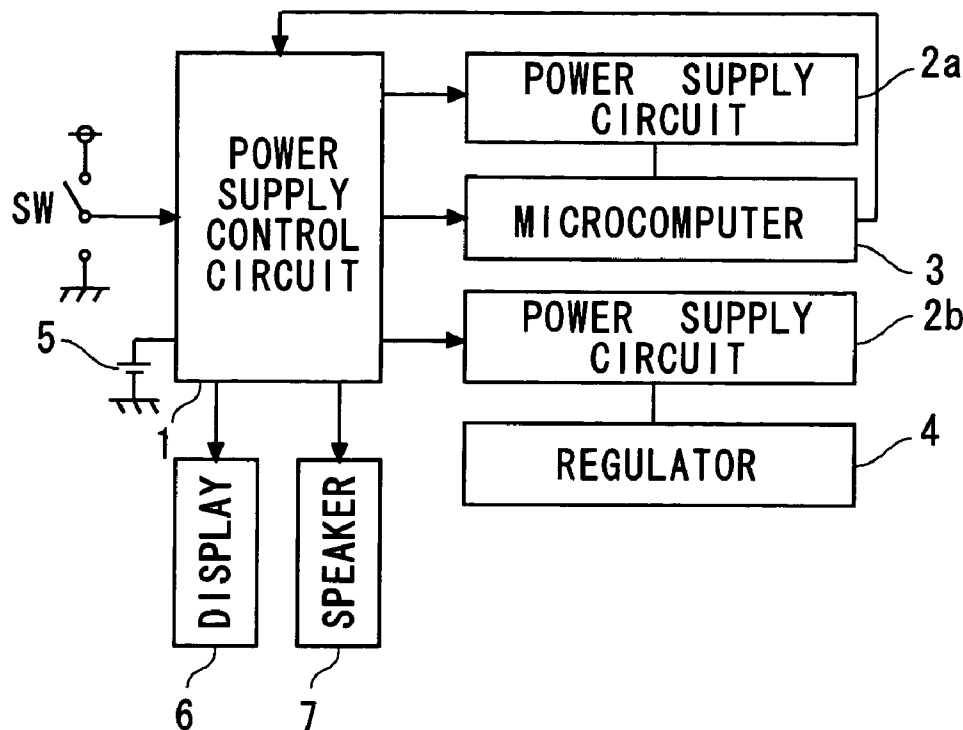 POWER SUPPLY
CIRCUIT
2a
POWER
SUPPLY
CONTROL
CIRCUIT
SW
MICROCOMPUTER
3
POWER SUPPLY
CIRCUIT
2b
5
1
REGULATOR
4
DISPLAY
SPEAKER
6
7